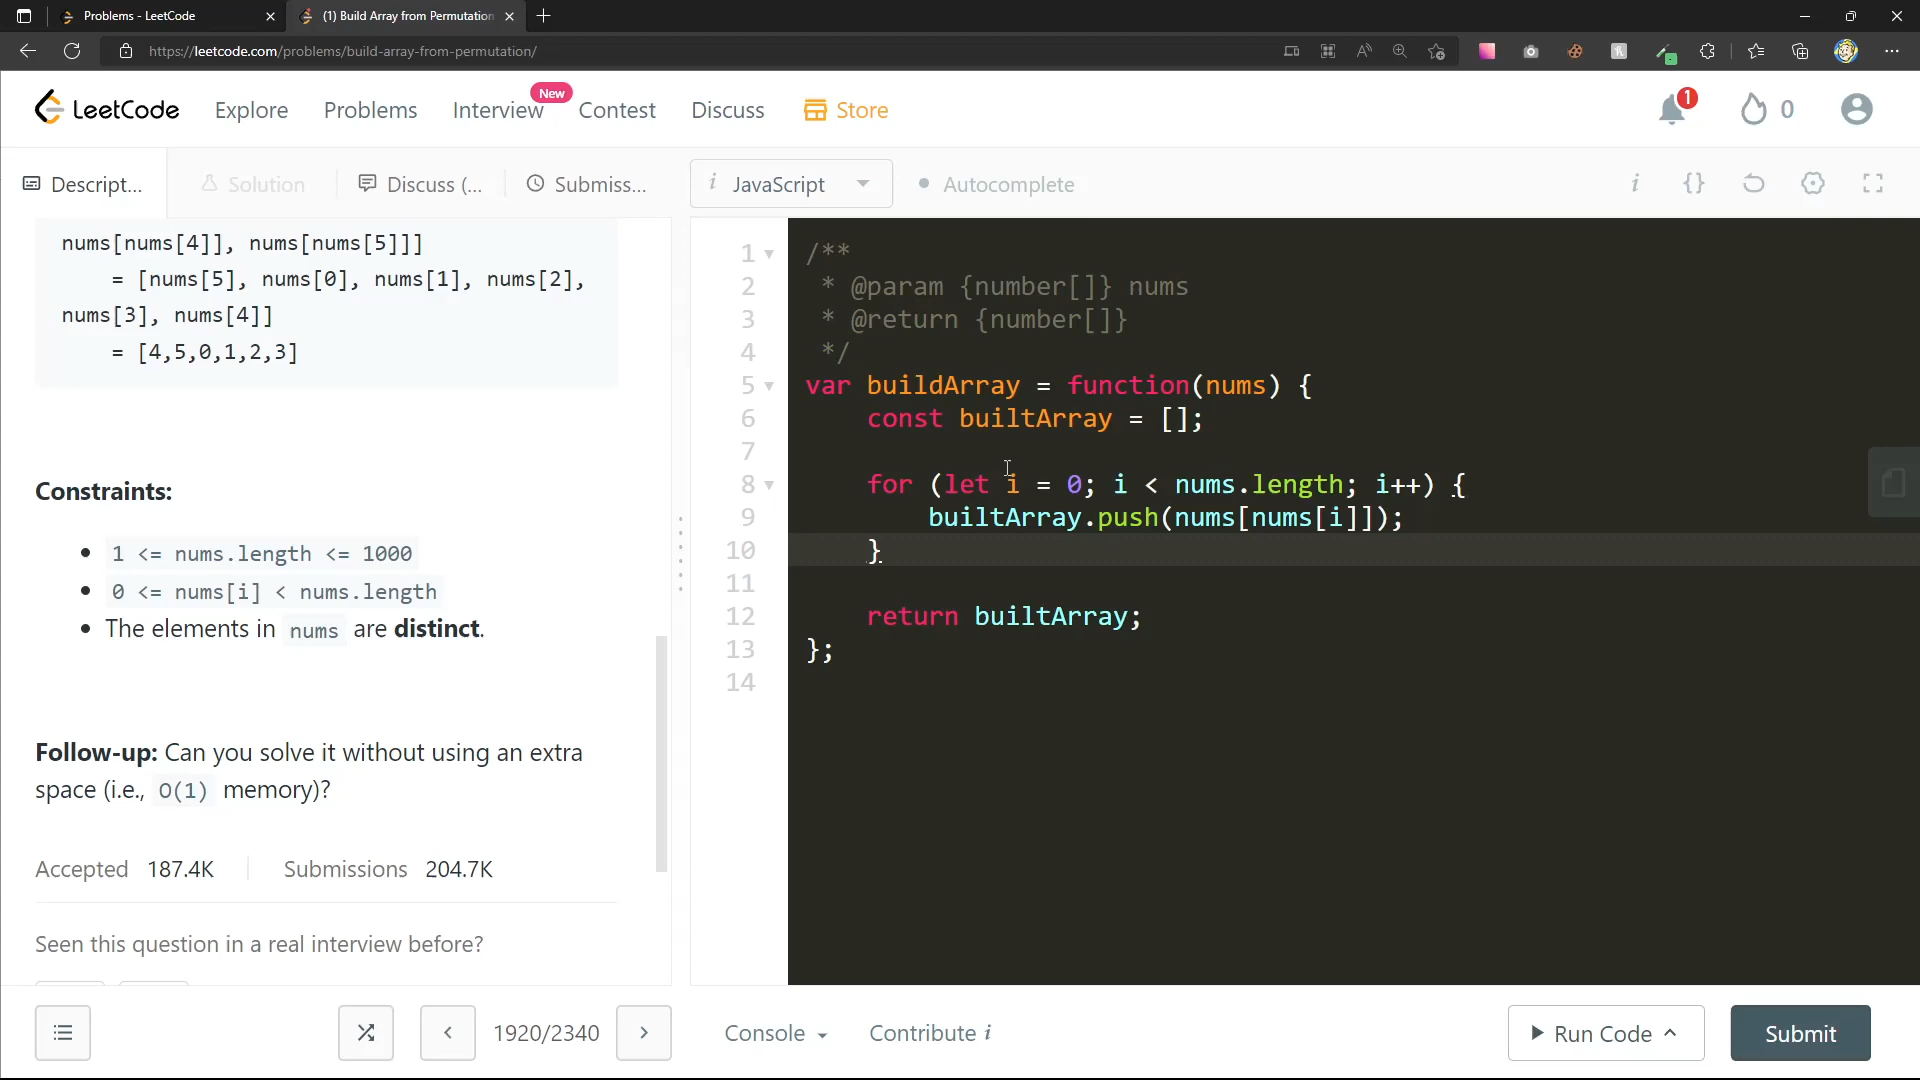 Problems - LeetCode
(1) Build Array from Permutation
https://leetcode.com/problems/build-array-from-permutation/
LeetCode
Explore
Problems
Interview
New
Contest
Discuss
Store
1
0
Descript...
Solution
Discuss (...
Submiss...
i JavaScript
Autocomplete
i
{}
nums[nums[4]], nums[nums[5]]]
= [nums[5], nums[0], nums[1], nums[2],
nums[3], nums[4]]
= [4,5,0,1,2,3]
Constraints:
1 <= nums.length <= 1000
0 <= nums[i] < nums.length
The elements in nums are distinct.
Follow-up: Can you solve it without using an extra
space (i.e., O(1) memory)?
Accepted 187.4K
Submissions 204.7K
Seen this question in a real interview before?
1 /**
2 * @param {number[]} nums
3 * @return {number[]}
4 */
5 var buildArray = function(nums) {
6 const builtArray = [];
7
8 for (let i = 0; i < nums.length; i++) {
9 builtArray.push(nums[nums[i]]);
10 }
11
12 return builtArray;
13 };
14
1920/2340
Console
Contribute i
Run Code
Submit